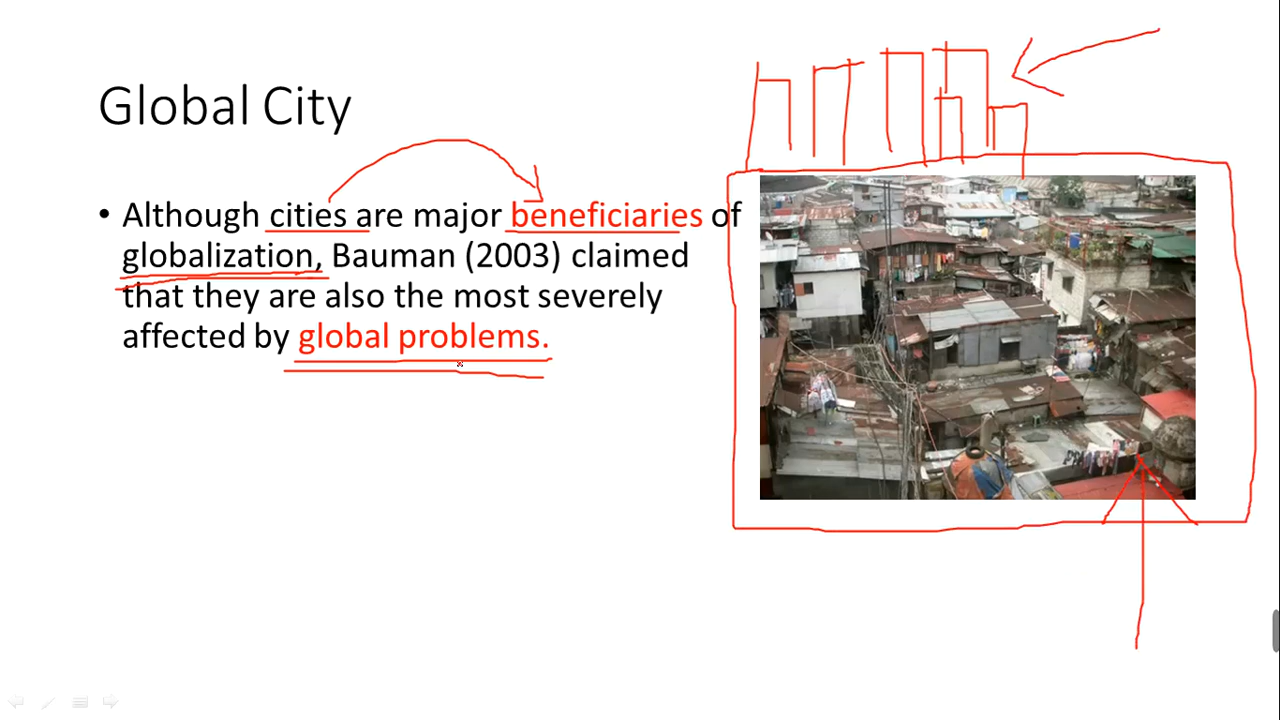 Global City
• Although cities are major beneficiaries of
globalization, Bauman (2003) claimed
that they are also the most severely
affected by global problems.